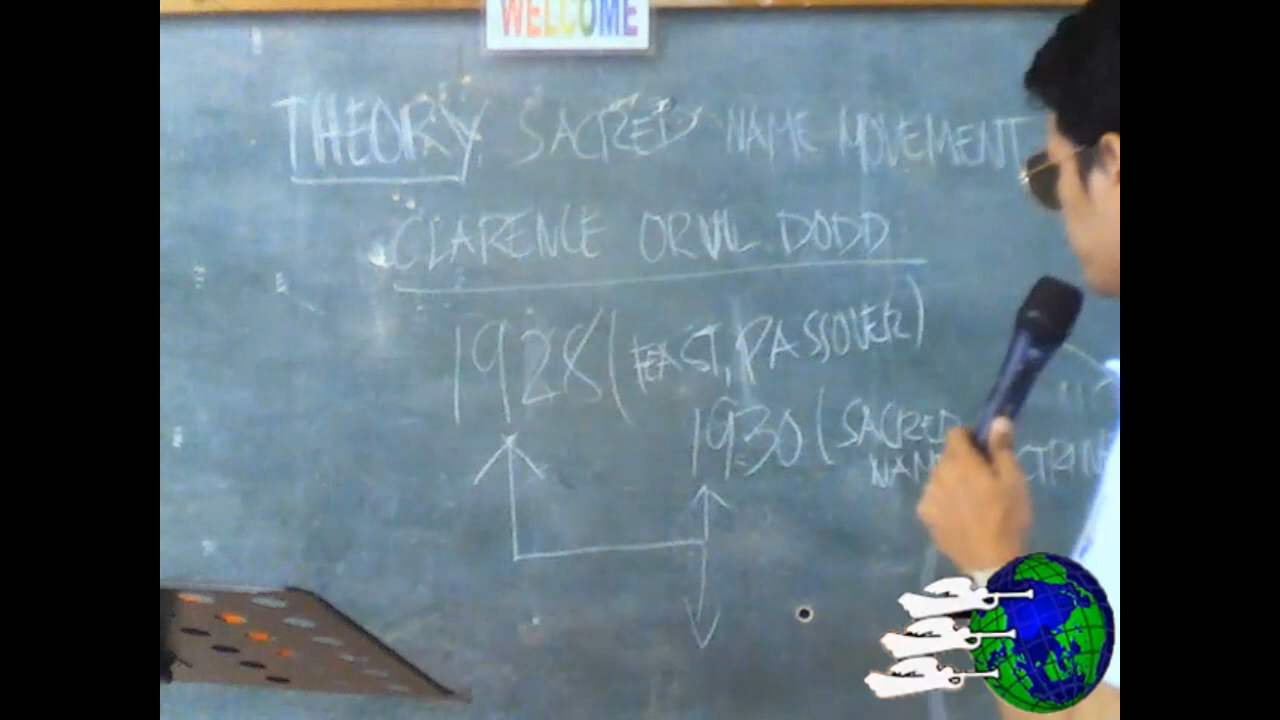 WELCOME
THEORY SACRED NAME MOVEMENT
CLARENCE ORVIL DODD
1928 (FEAST, PASSOVER)
1930 (SACRED